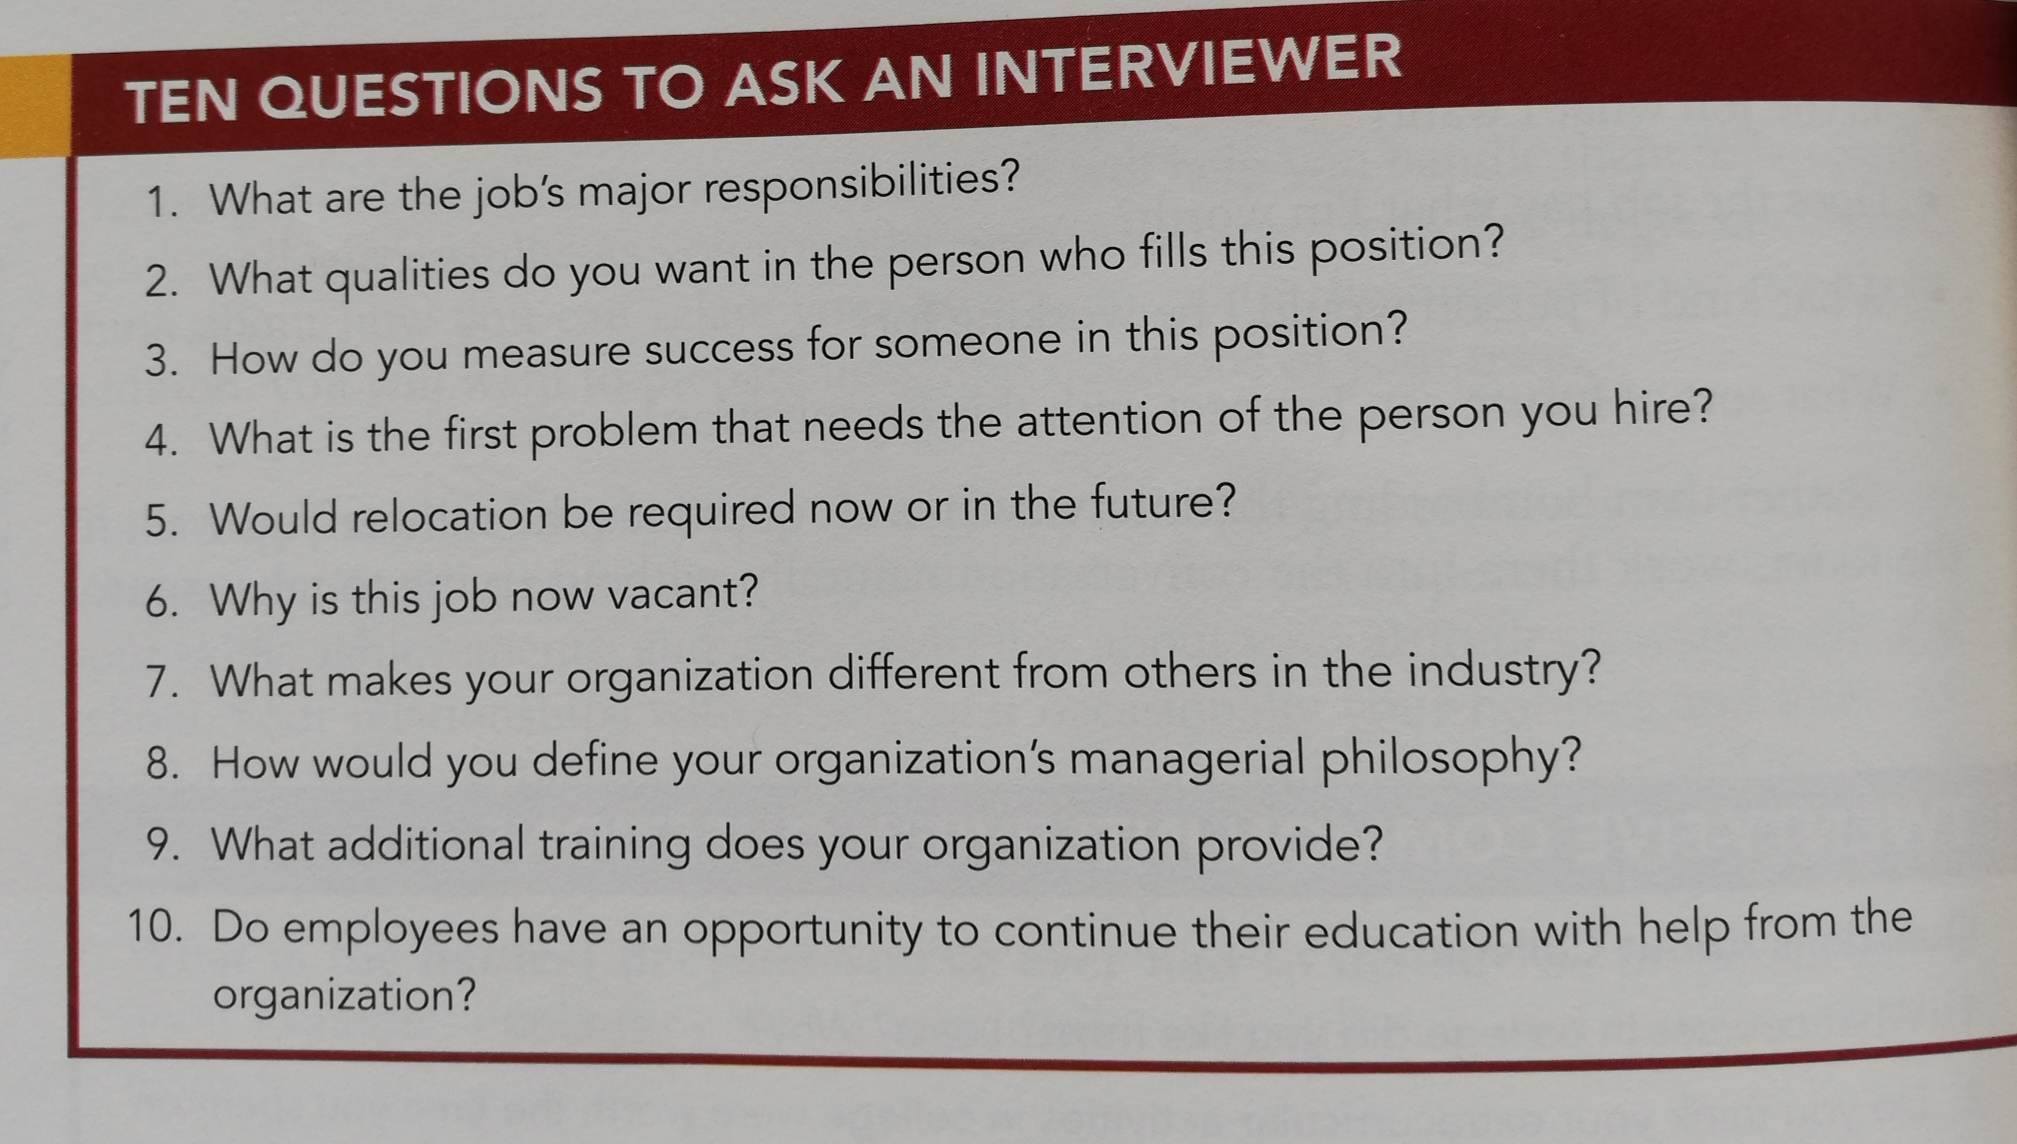 TEN QUESTIONS TO ASK AN INTERVIEWER
1. What are the job’s major responsibilities?
2. What qualities do you want in the person who fills this position?
3. How do you measure success for someone in this position?
4. What is the first problem that needs the attention of the person you hire?
5. Would relocation be required now or in the future?
6. Why is this job now vacant?
7. What makes your organization different from others in the industry?
8. How would you define your organization’s managerial philosophy?
9. What additional training does your organization provide?
10. Do employees have an opportunity to continue their education with help from the
organization?